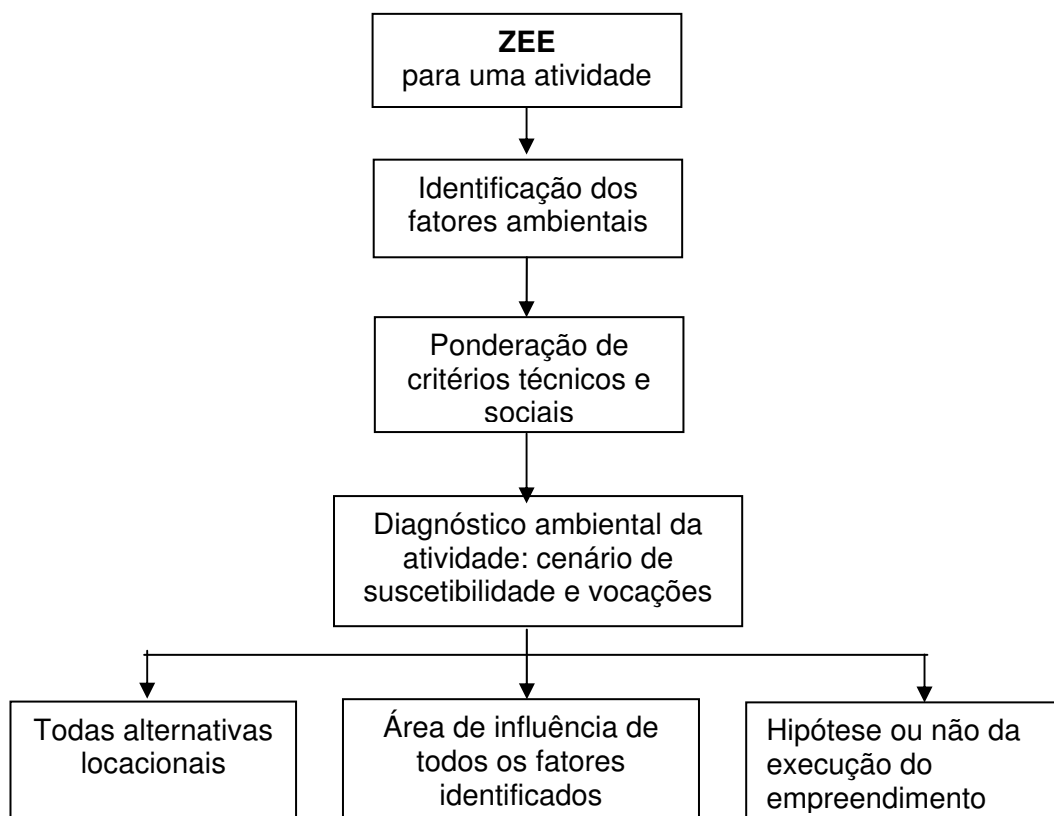 ZEE
para uma atividade
Identificação dos
fatores ambientais
Ponderação de
critérios técnicos e
sociais
Diagnóstico ambiental da
atividade: cenário de
suscetibilidade e vocações
Todas alternativas
locacionais
Área de influência de
todos os fatores
identificados
Hipótese ou não da
execução do
empreendimento